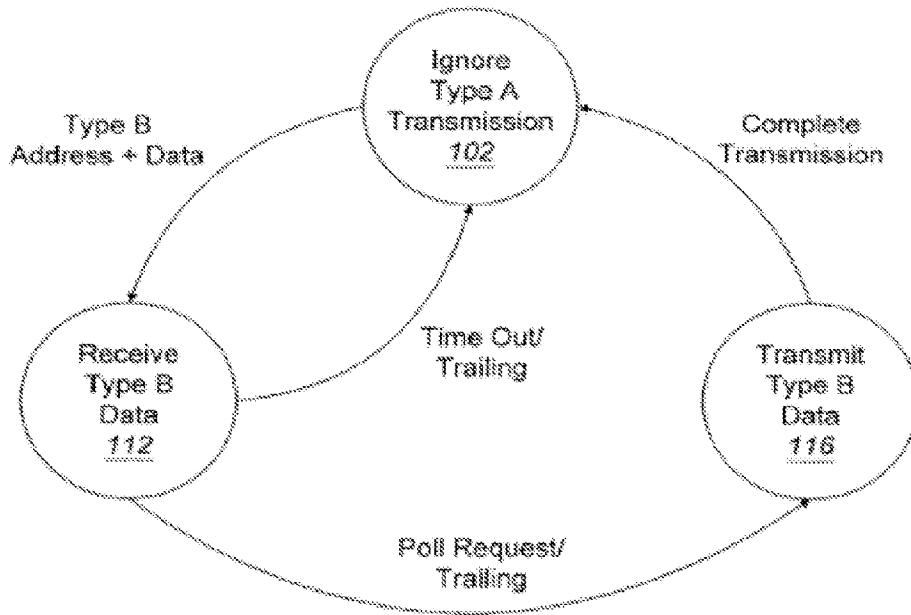 Ignore
Type A
Transmission
102
Type B
Address + Data
Complete
Transmission
Time Out/
Trailing
Receive
Type B
Data
112
Transmit
Type B
Data
116
Poll Request/
Trailing